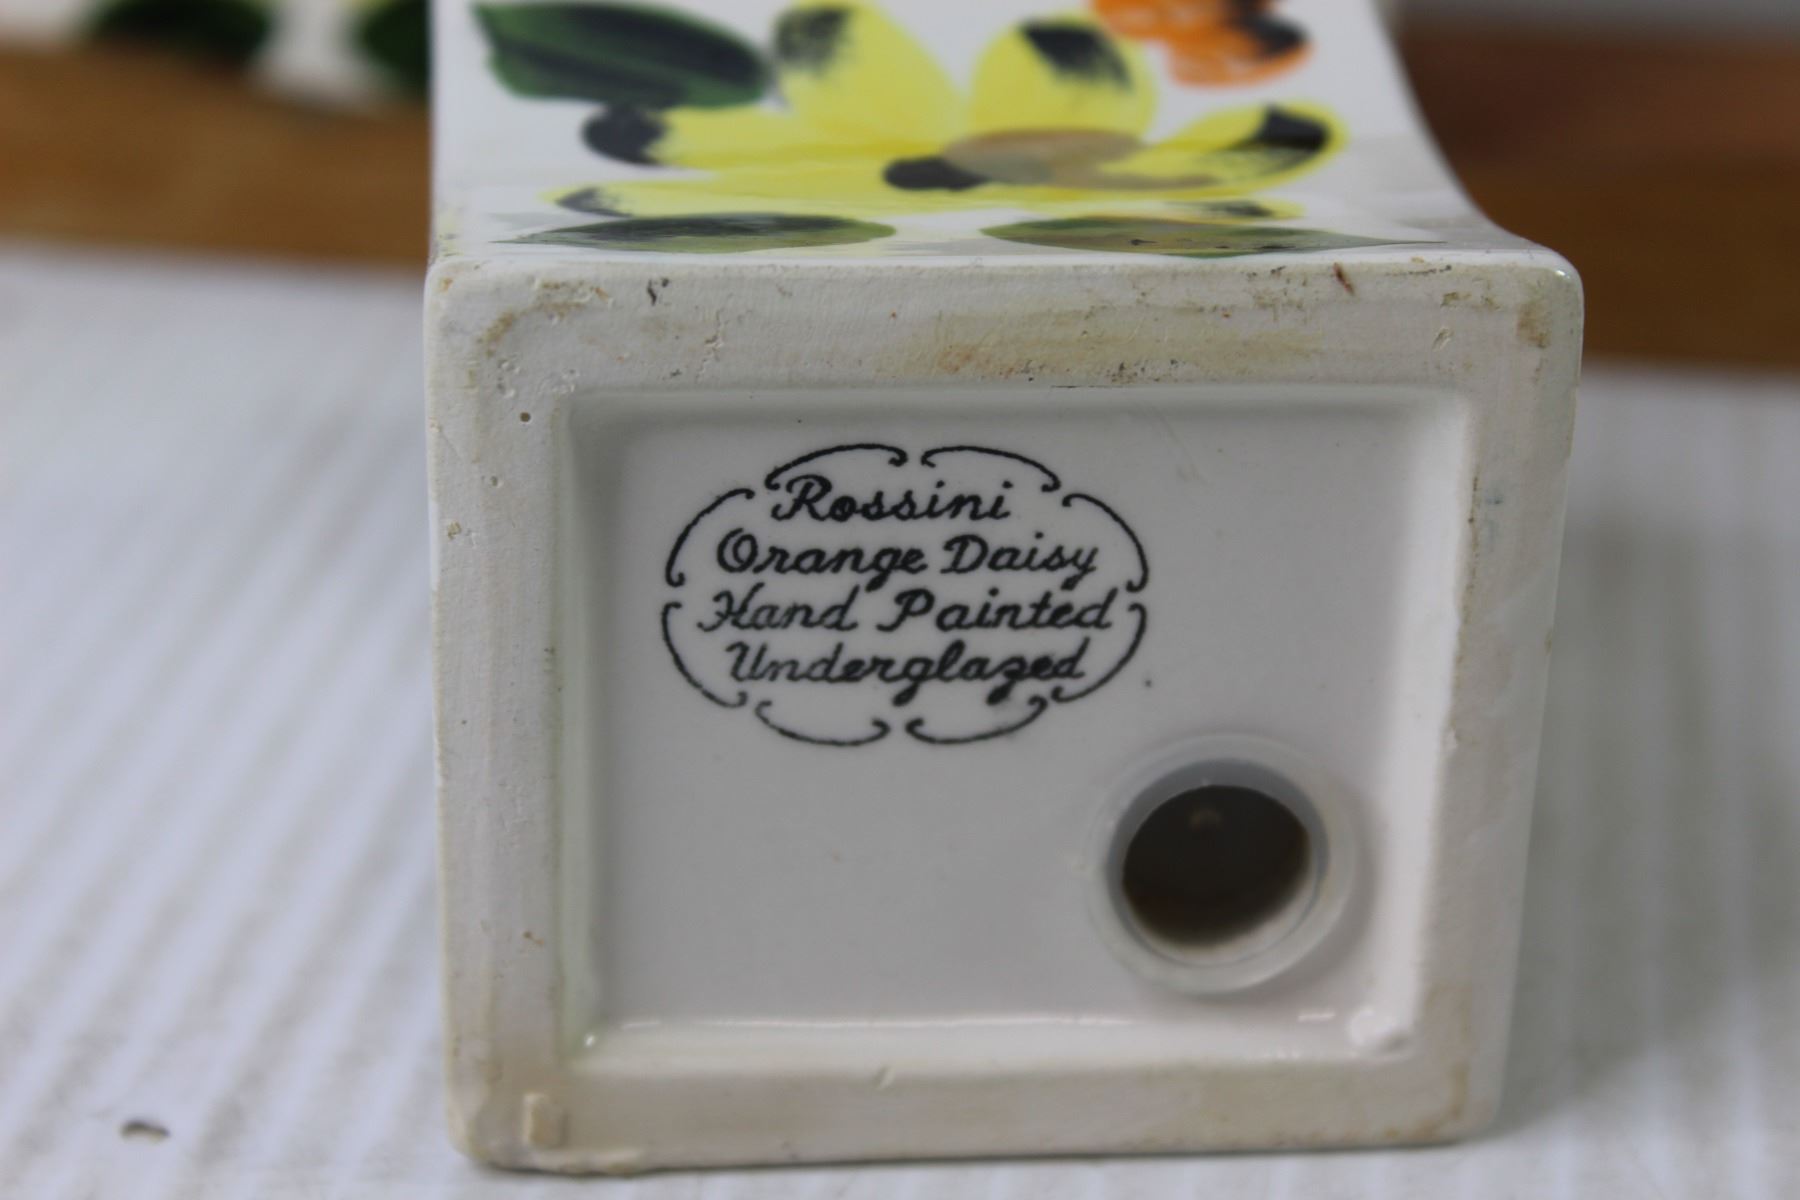 Rossini
Orange Daisy
Hand Painted
Underglazed